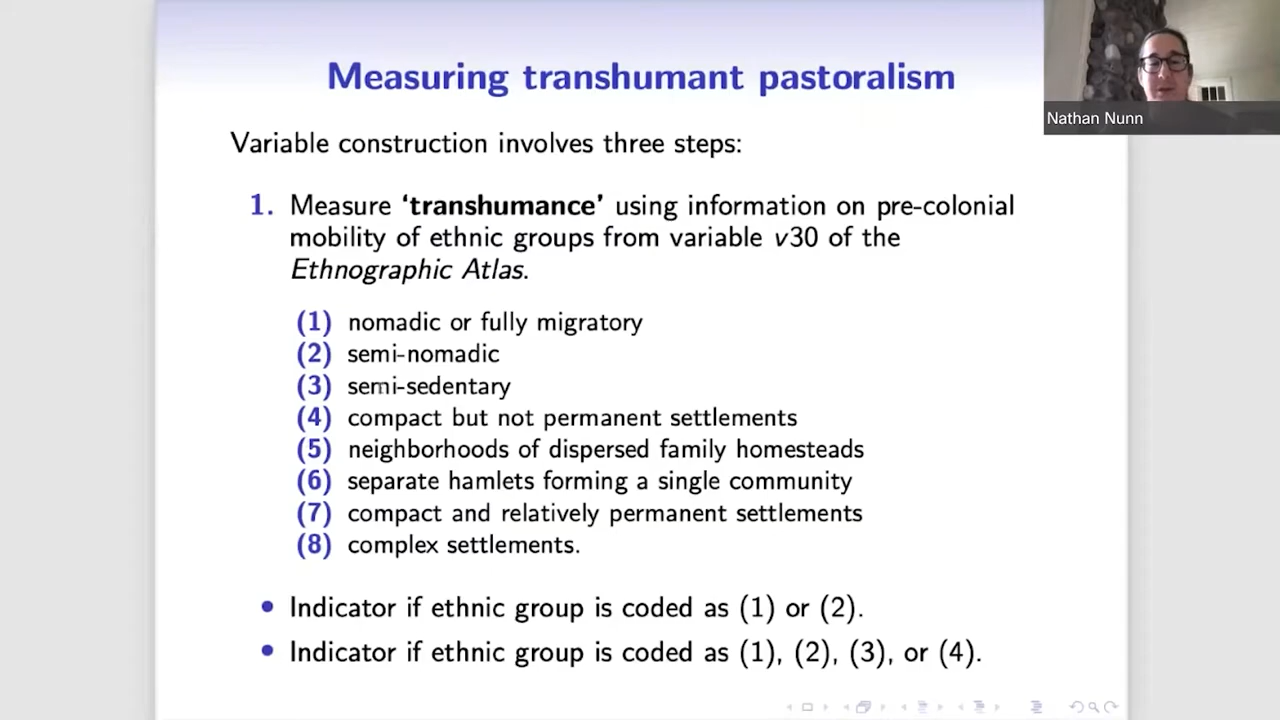 Measuring transhumant pastoralism
Nathan Nunn
Variable construction involves three steps:
1. Measure ‘transhumance’ using information on pre-colonial
mobility of ethnic groups from variable v30 of the
Ethnographic Atlas.
(1) nomadic or fully migratory
(2) semi-nomadic
(3) semi-sedentary
(4) compact but not permanent settlements
(5) neighborhoods of dispersed family homesteads
(6) separate hamlets forming a single community
(7) compact and relatively permanent settlements
(8) complex settlements.
• Indicator if ethnic group is coded as (1) or (2).
• Indicator if ethnic group is coded as (1), (2), (3), or (4).